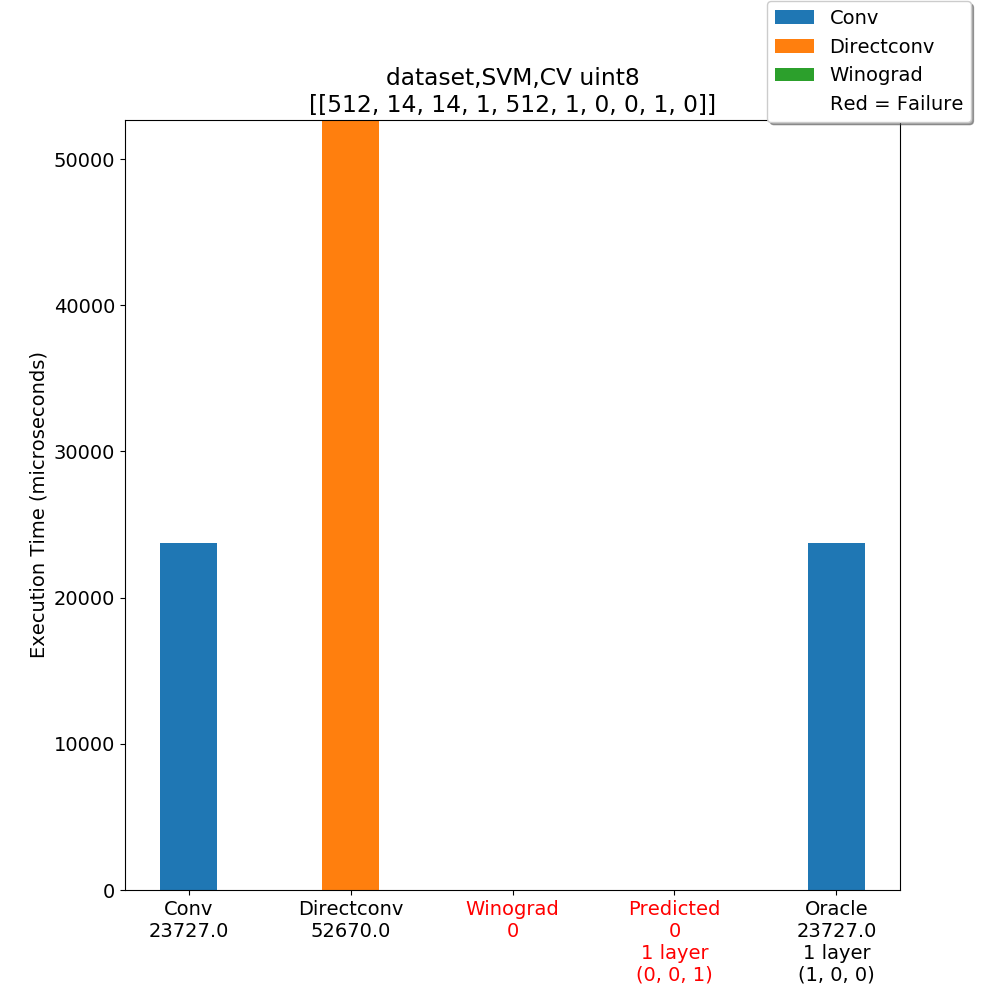 Conv
Directconv
Winograd
Red = Failure
dataset,SVM,CV uint8
[[512, 14, 14, 1, 512, 1, 0, 0, 1, 0]]
Execution Time (microseconds)
50000
40000
30000
20000
10000
0
Conv
23727.0
Directconv
52670.0
Winograd
0
Predicted
0
1 layer
(0, 0, 1)
Oracle
23727.0
1 layer
(1, 0, 0)